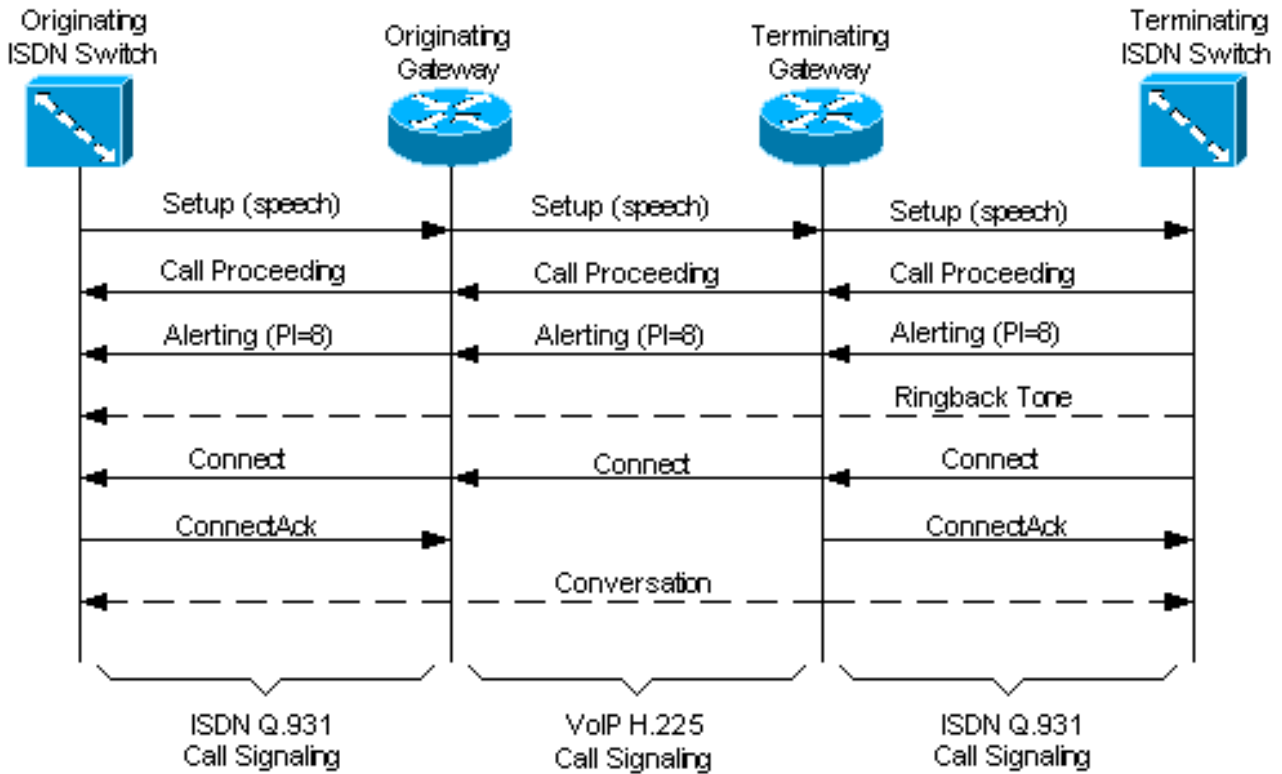 Originating
ISDN Switch
Originating
Gateway
Terminating
Gateway
Terminating
ISDN Switch
Setup (speech)
Setup (speech)
Setup (speech)
Call Proceeding
Call Proceeding
Call Proceeding
Alerting (PI=8)
Alerting (PI=8)
Alerting (PI=8)
Ringback Tone
Connect
Connect
Connect
ConnectAck
ConnectAck
Conversation
ISDN Q.931
Call Signaling
VoIP H.225
Call Signaling
ISDN Q.931
Call Signaling